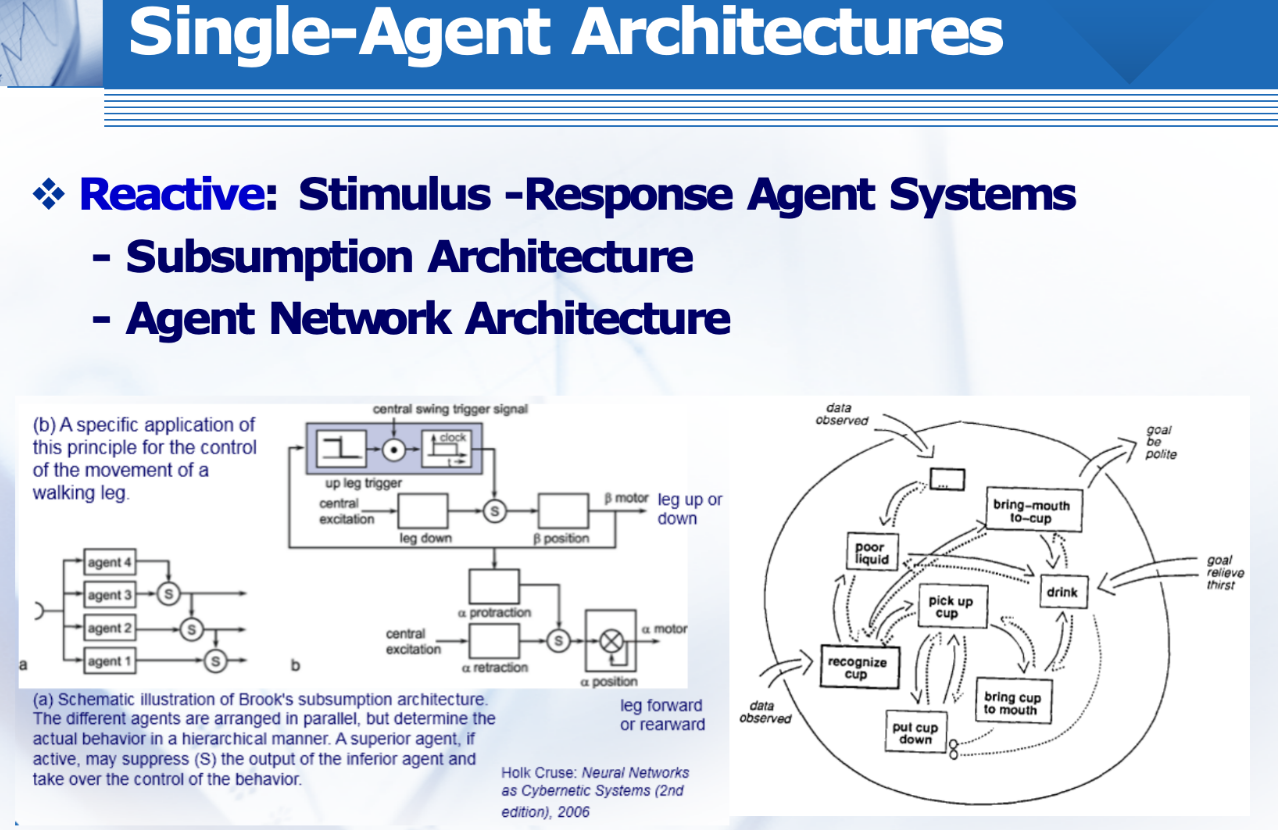 Single-Agent Architectures
❖ Reactive: Stimulus -Response Agent Systems
- Subsumption Architecture
- Agent Network Architecture
(b) A specific application of
this principle for the control
of the movement of a
walking leg.
agent 4
agent 3
agent 2
agent 1
S
S
S
a
central swing trigger signal
clock
t
up leg trigger
central
excitation
leg down
S
β position
β motor
leg up or
down
α protraction
central
excitation
α retraction
S
α motor
α position
b
leg forward
or rearward
(a) Schematic illustration of Brook's subsumption architecture.
The different agents are arranged in parallel, but determine the
actual behavior in a hierarchical manner. A superior agent, if
active, may suppress (S) the output of the inferior agent and
take over the control of the behavior.
Holk Cruse: Neural Networks
as Cybernetic Systems (2nd
edition), 2006
data
observed
goal
be
polite
...
bring-mouth
to-cup
poor
liquid
goal
relieve
thirst
drink
pick up
cup
recognize
cup
data
observed
bring cup
to mouth
put cup
down